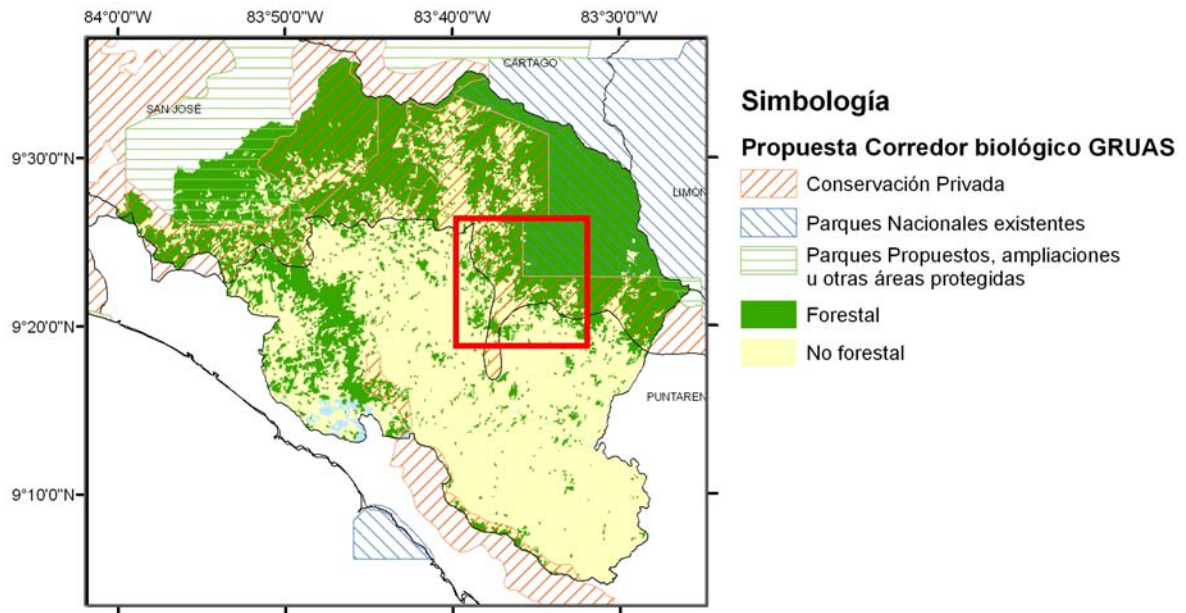 84°0'0"W
83°50'0"W
83°40'0"W
83°30'0"W
9°30'0"N
9°20'0"N
9°10'0"N
CARTAGO
SAN JOSÉ
LIMÓN
PUNTAREN
Simbología
Propuesta Corredor biológico GRUAS
Conservación Privada
Parques Nacionales existentes
Parques Propuestos, ampliaciones
u otras áreas protegidas
Forestal
No forestal